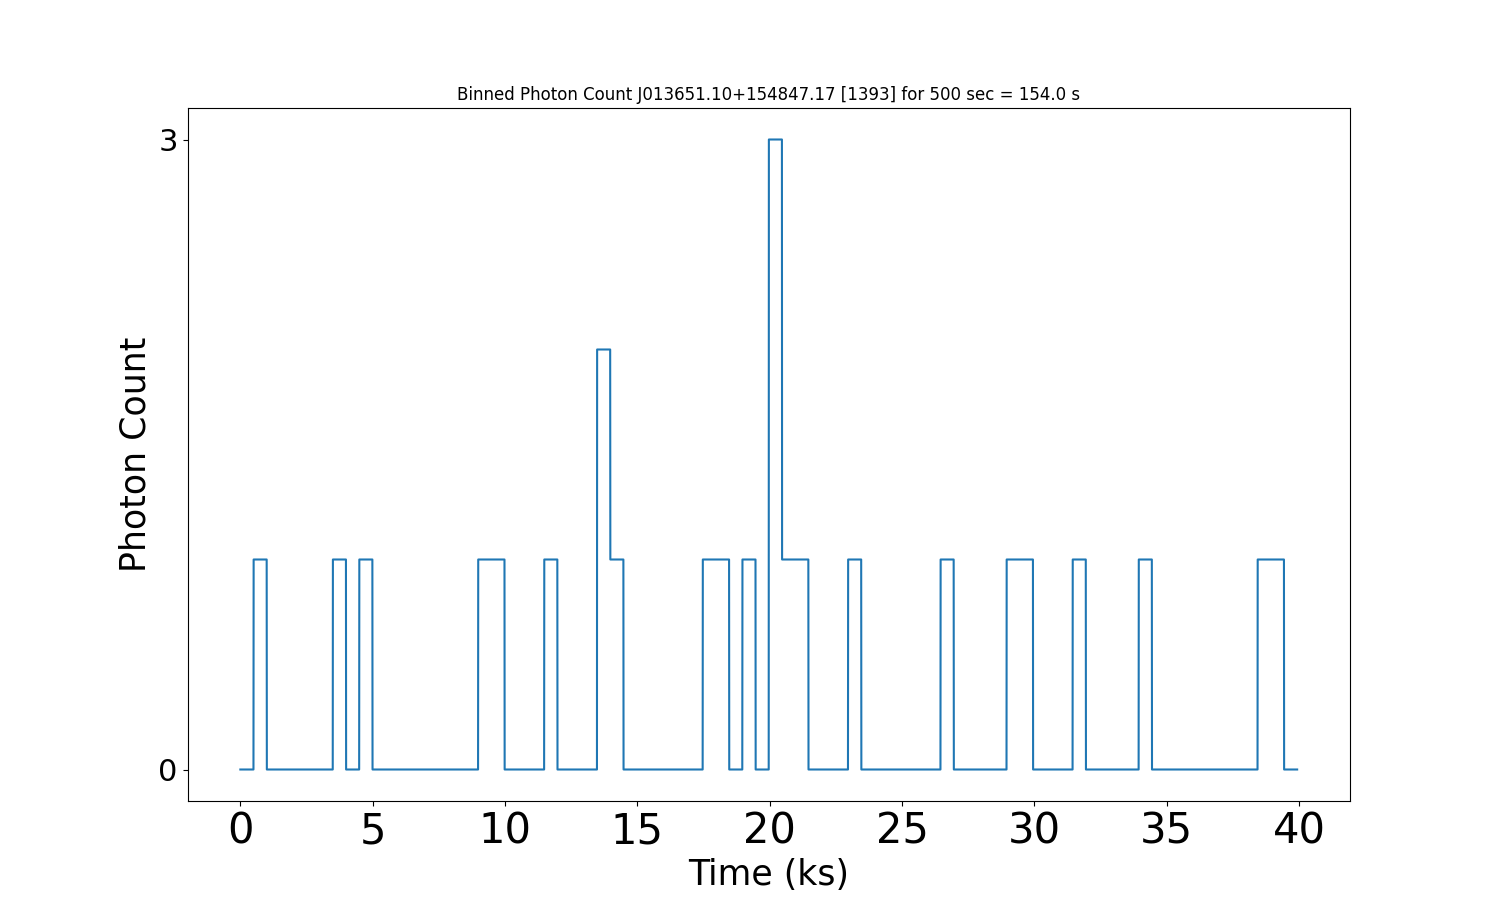 Binned Photon Count J013651.10+154847.17 [1393] for 500 sec = 154.0 s
3
0
Photon Count
0 5 10 15 20 25 30 35 40
Time (ks)